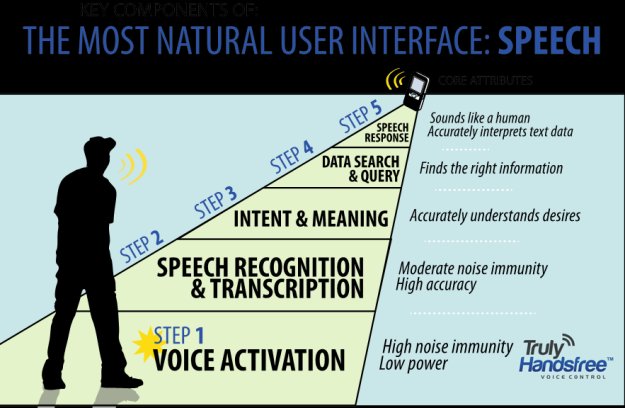 KEY COMPONENTS OF:
THE MOST NATURAL USER INTERFACE: SPEECH
CORE ATTRIBUTES
STEP 5
SPEECH
RESPONSE
Sounds like a human
Accurately interprets text data
STEP 4
DATA SEARCH
& QUERY
Finds the right information
STEP 3
INTENT & MEANING
Accurately understands desires
STEP 2
SPEECH RECOGNITION
& TRANSCRIPTION
Moderate noise immunity
High accuracy
STEP 1
VOICE ACTIVATION
High noise immunity
Low power
Truly
Handsfree™
VOICE CONTROL